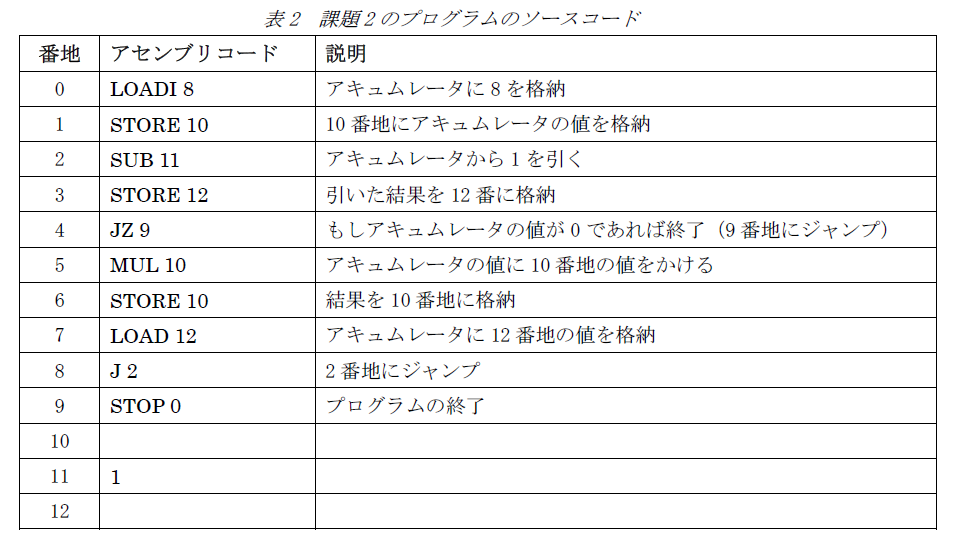 表２　課題２のプログラムのソースコード
番地 アセンブリコード 説明
0 LOADI 8 アキュムレータに 8 を格納
1 STORE 10 10 番地にアキュムレータの値を格納
2 SUB 11 アキュムレータから 1 を引く
3 STORE 12 引いた結果を 12 番に格納
4 JZ 9 もしアキュムレータの値が 0 であれば終了（9 番地にジャンプ）
5 MUL 10 アキュムレータの値に 10 番地の値をかける
6 STORE 10 結果を 10 番地に格納
7 LOAD 12 アキュムレータに 12 番地の値を格納
8 J 2 2 番地にジャンプ
9 STOP 0 プログラムの終了
10
11 1
12